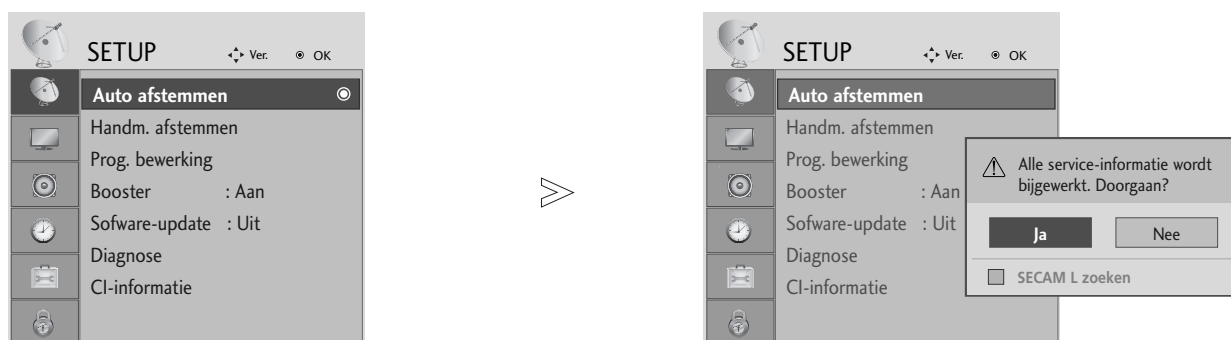 SETUP Ver. OK
Auto afstemmen
Handm. afstemmen
Prog. bewerking
Booster : Aan
Sofware-update : Uit
Diagnose
CI-informatie
SETUP Ver. OK
Auto afstemmen
Handm. afstemmen
Prog. bewerking
Booster : Aan
Sofware-update : Uit
Diagnose
CI-informatie
Alle service-informatie wordt
bijgewerkt. Doorgaan?
Ja Nee
SECAM L zoeken